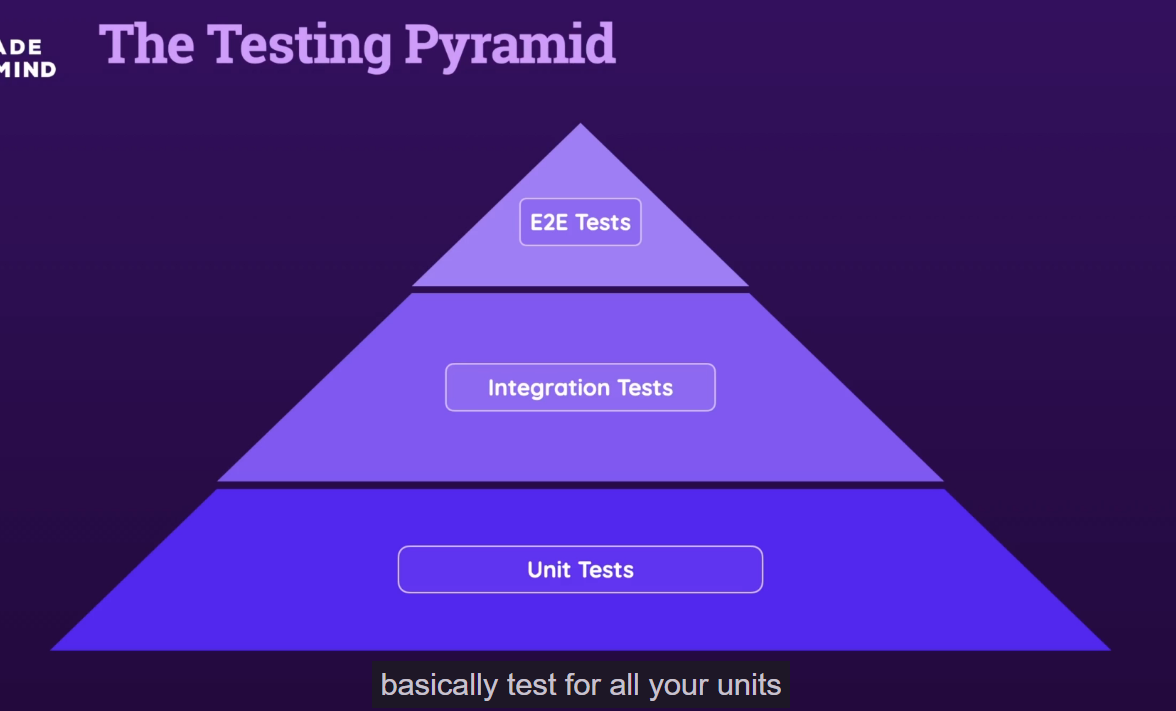 ADE
MIND
The Testing Pyramid
E2E Tests
Integration Tests
Unit Tests
basically test for all your units